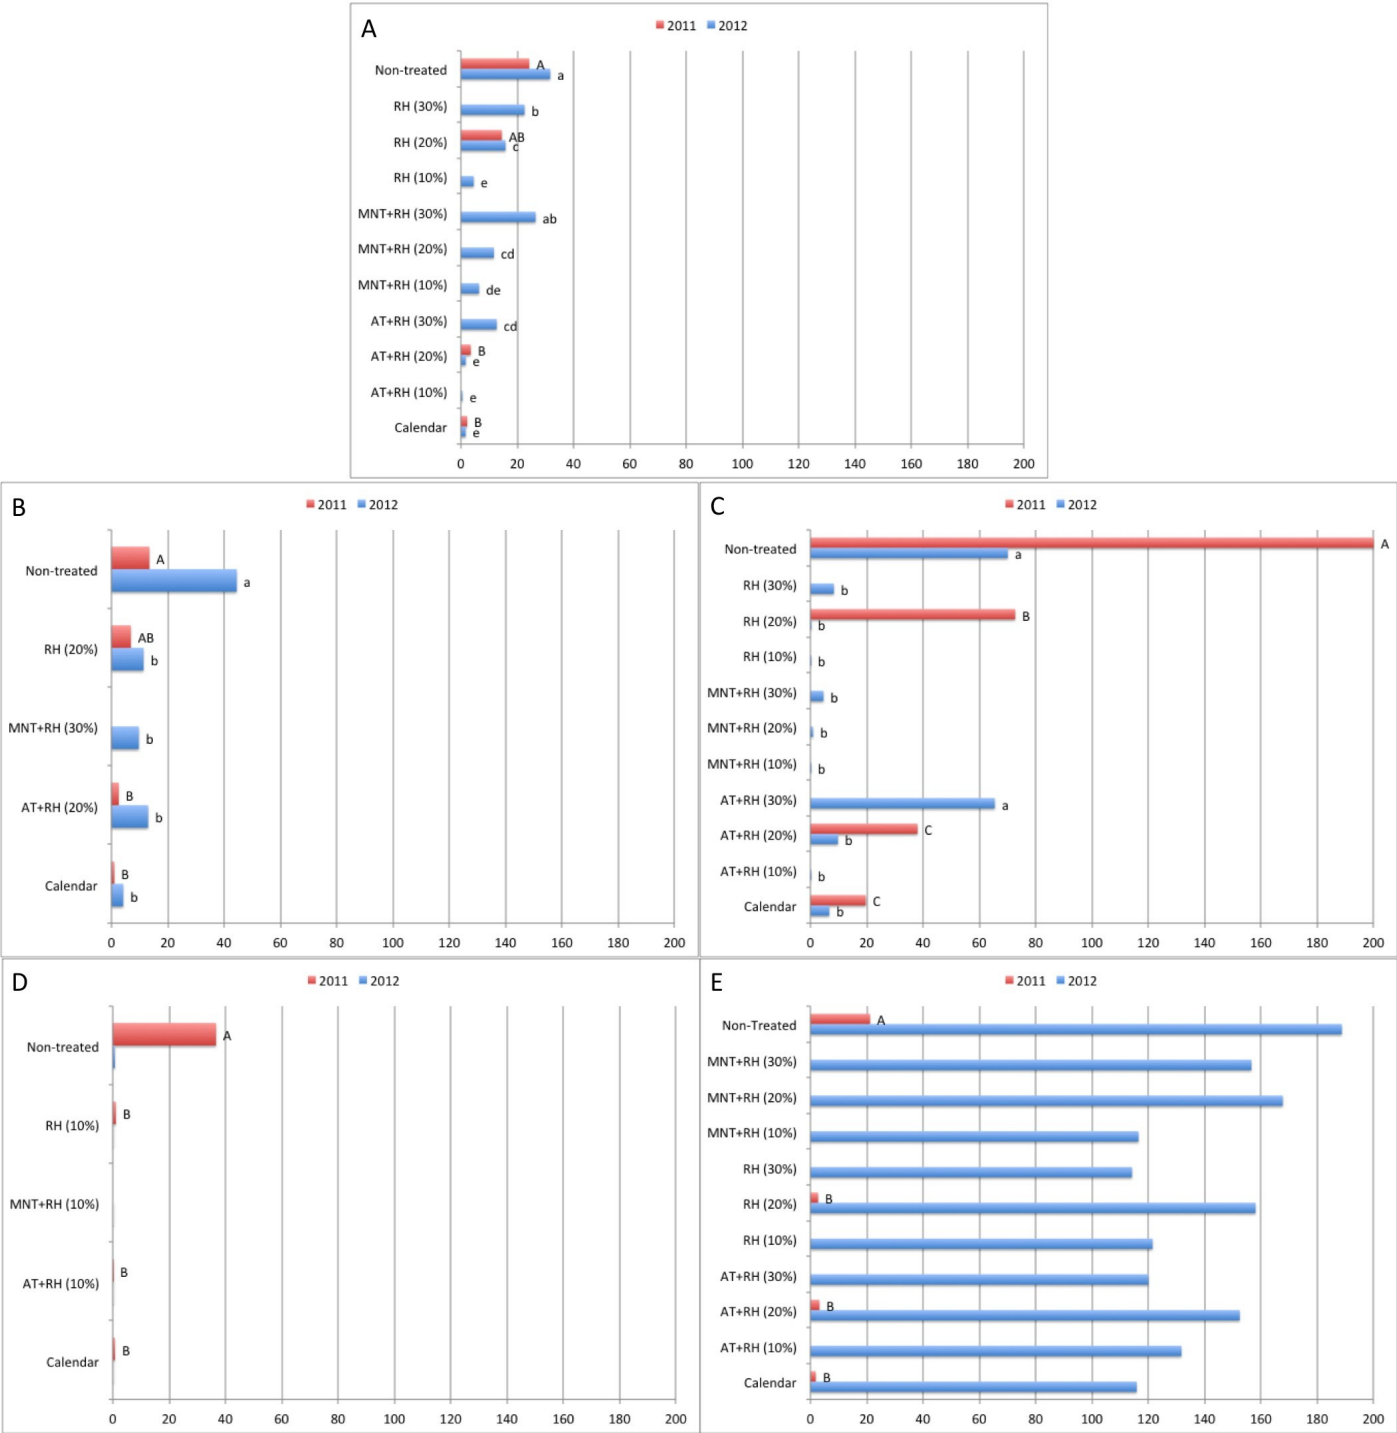 A
2011 2012
Non-treated A
a
RH (30%) b
RH (20%) AB
c
RH (10%) e
MNT+RH (30%) ab
MNT+RH (20%) cd
MNT+RH (10%) de
AT+RH (30%) cd
AT+RH (20%) B
e
AT+RH (10%) e
Calendar B
e
0 20 40 60 80 100 120 140 160 180 200
B
2011 2012
Non-treated A
a
RH (20%) AB
b
MNT+RH (30%) b
AT+RH (20%) B
b
Calendar B
b
0 20 40 60 80 100 120 140 160 180 200
C
2011 2012
Non-treated A
a
RH (30%) b
RH (20%) B
b
RH (10%) b
MNT+RH (30%) b
MNT+RH (20%) b
MNT+RH (10%) b
AT+RH (30%) a
AT+RH (20%) C
b
AT+RH (10%) b
Calendar C
b
0 20 40 60 80 100 120 140 160 180 200
D
2011 2012
Non-treated A
RH (10%) B
MNT+RH (10%)
AT+RH (10%) B
Calendar B
0 20 40 60 80 100 120 140 160 180 200
E
2011 2012
Non-Treated A
MNT+RH (30%)
MNT+RH (20%)
MNT+RH (10%)
RH (30%)
RH (20%) B
RH (10%)
AT+RH (30%)
AT+RH (20%) B
AT+RH (10%)
Calendar B
0 20 40 60 80 100 120 140 160 180 200